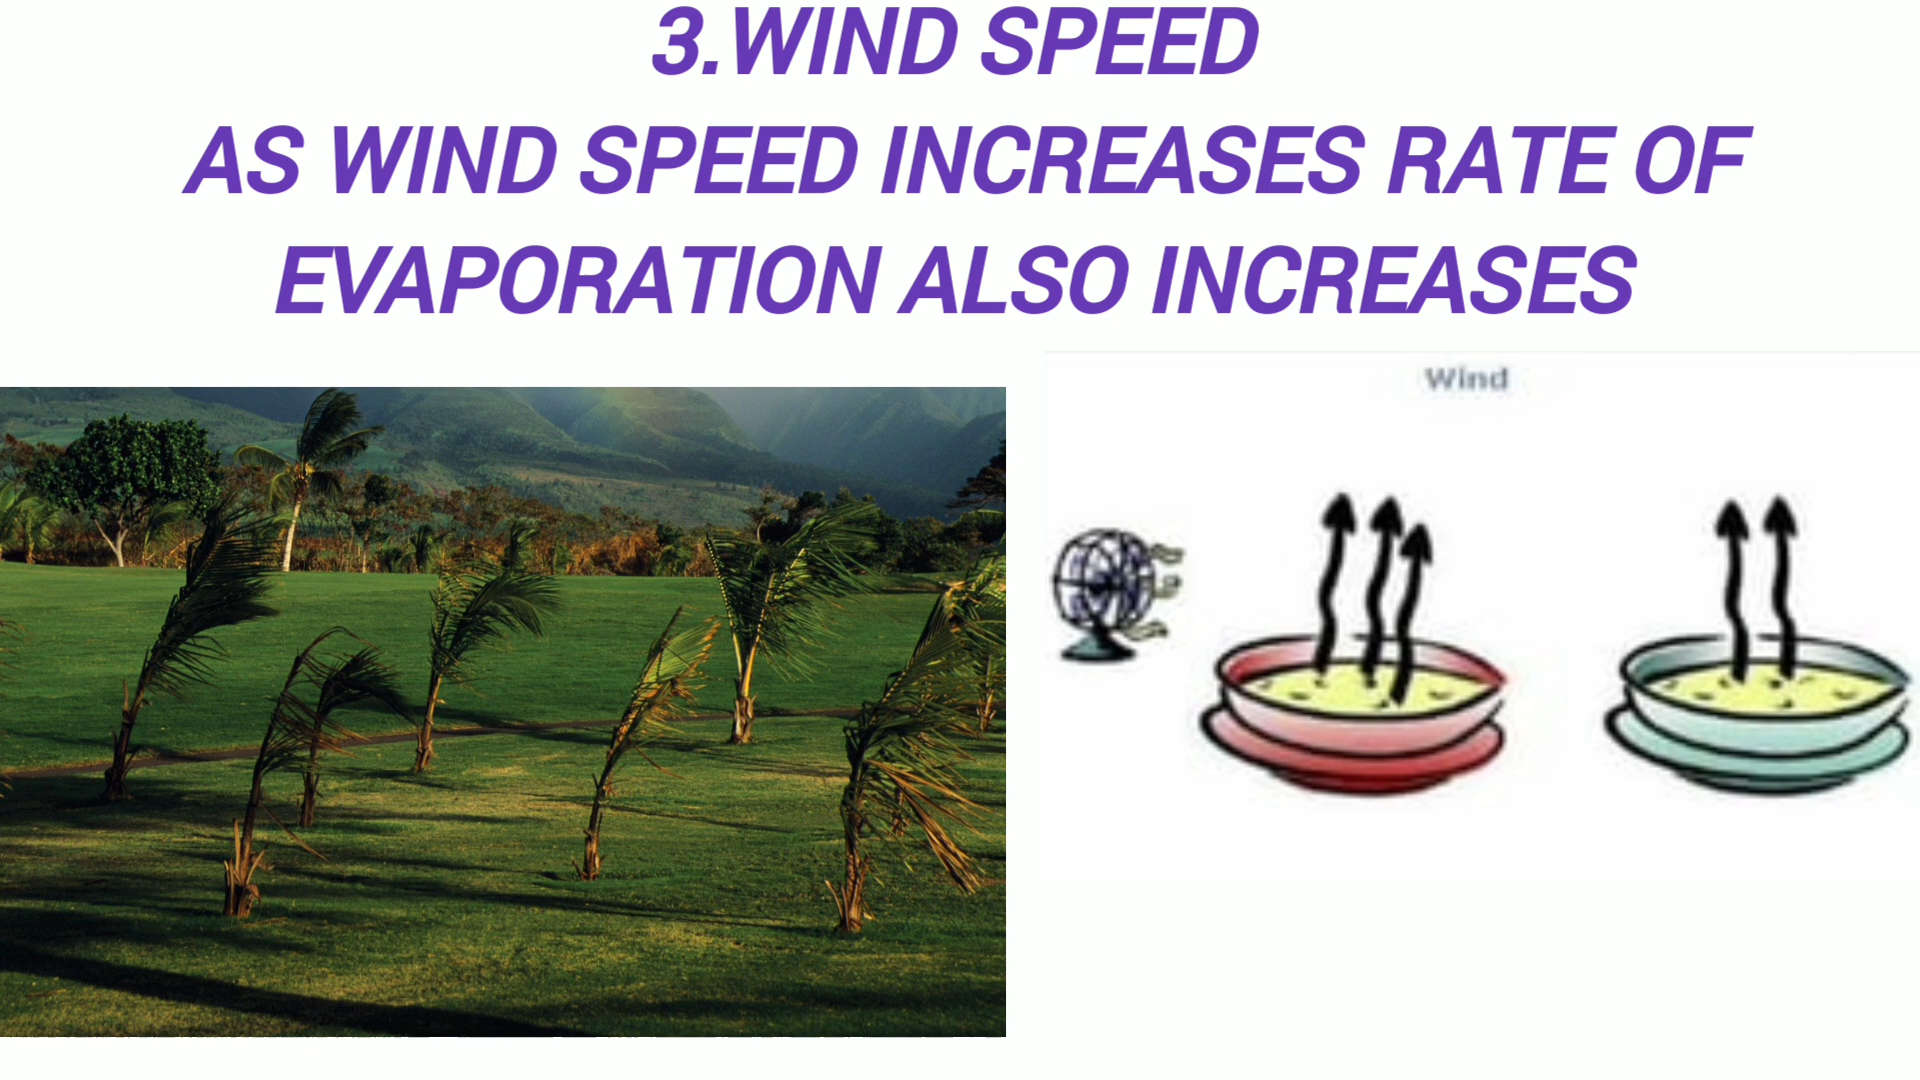 3.WIND SPEED
AS WIND SPEED INCREASES RATE OF
EVAPORATION ALSO INCREASES
Wind